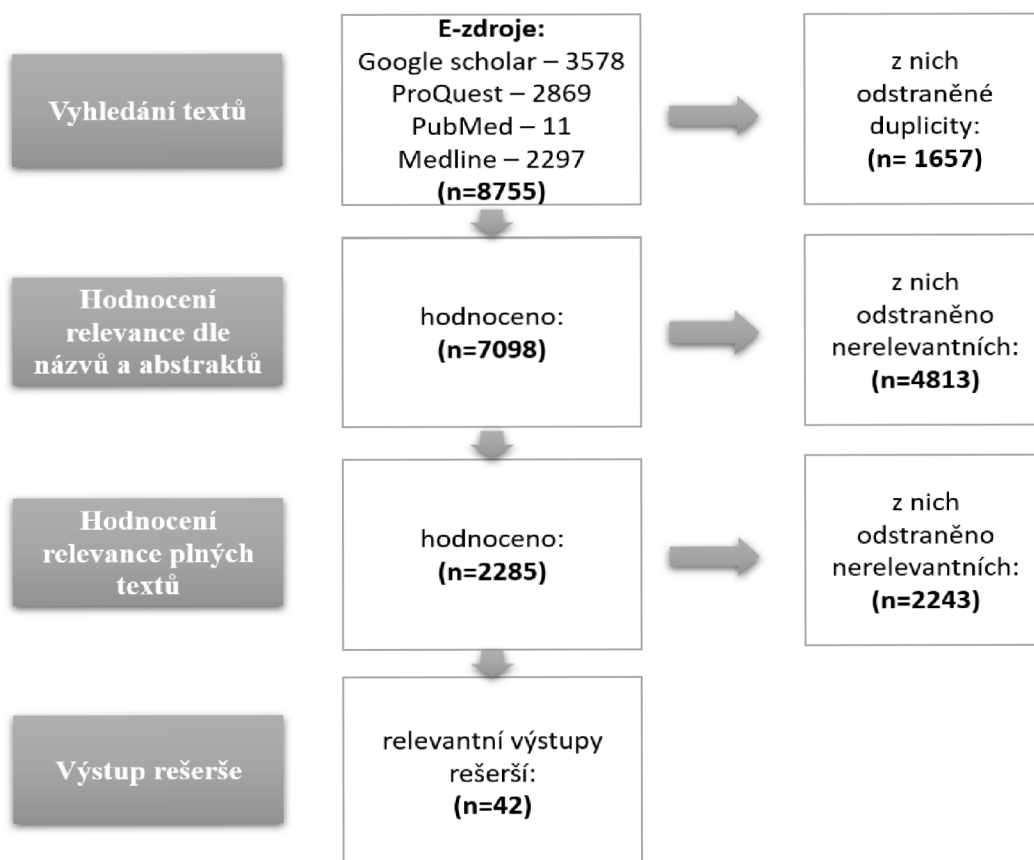 Vyhledání textů
E-zdroje:
Google scholar – 3578
ProQuest – 2869
PubMed – 11
Medline – 2297
(n=8755)
z nich
odstraněné
duplicity:
(n= 1657)
Hodnocení
relevance dle
názvů a abstraktů
hodnoceno:
(n=7098)
z nich
odstraněno
nerelevantních:
(n=4813)
Hodnocení
relevance plných
textů
hodnoceno:
(n=2285)
z nich
odstraněno
nerelevantních:
(n=2243)
Výstup rešerše
relevantní výstupy
rešerší:
(n=42)